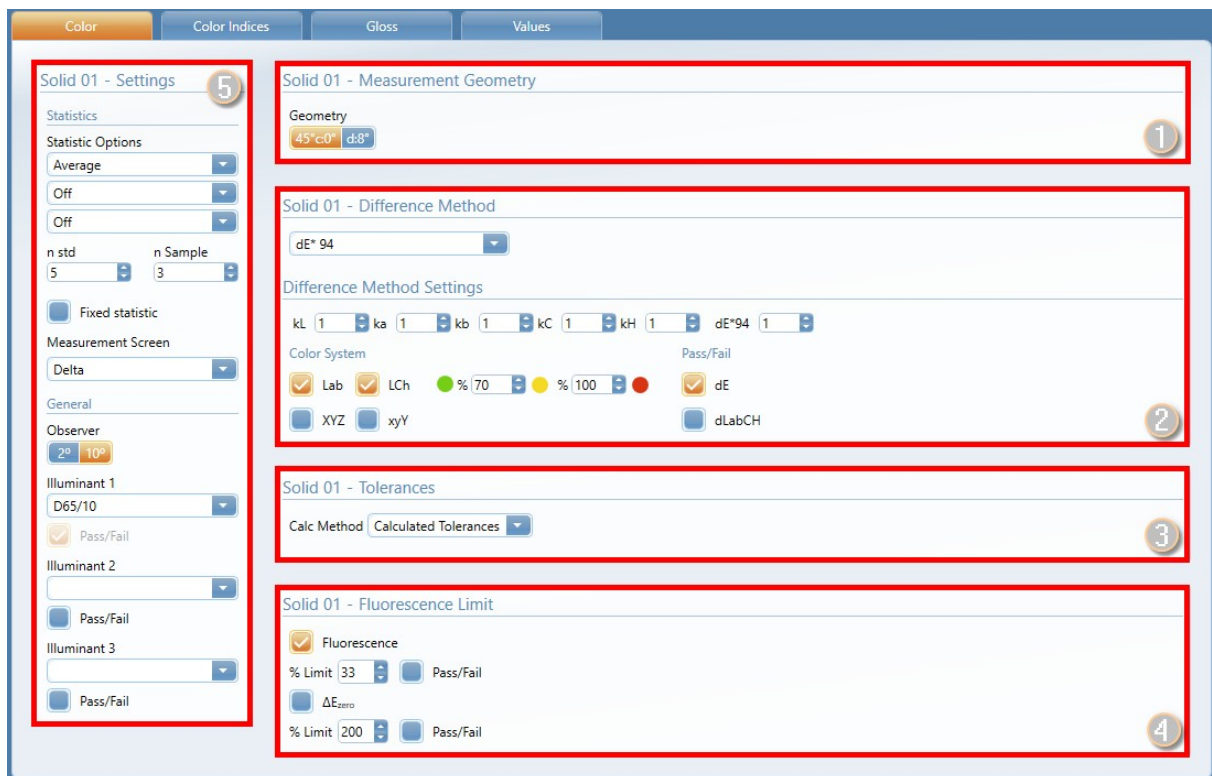 Color Color Indices Gloss Values
Solid 01 - Settings
5
Statistics
Statistic Options
Average
Off
Off
n std n Sample
5 3
Fixed statistic
Measurement Screen
Delta
General
Observer
2º 10º
Illuminant 1
D65/10
Pass/Fail
Illuminant 2
Pass/Fail
Illuminant 3
Pass/Fail
Solid 01 - Measurement Geometry
Geometry
45°c:0° d:8°
1
Solid 01 - Difference Method
dE* 94
Difference Method Settings
kL 1 ka 1 kb 1 kC 1 kH 1 dE*94 1
Color System Pass/Fail
Lab LCh % 70 % 100 dE
XYZ xyY dLabCH
2
Solid 01 - Tolerances
Calc Method Calculated Tolerances
3
Solid 01 - Fluorescence Limit
Fluorescence
% Limit 33 Pass/Fail
ΔEzero
% Limit 200 Pass/Fail
4